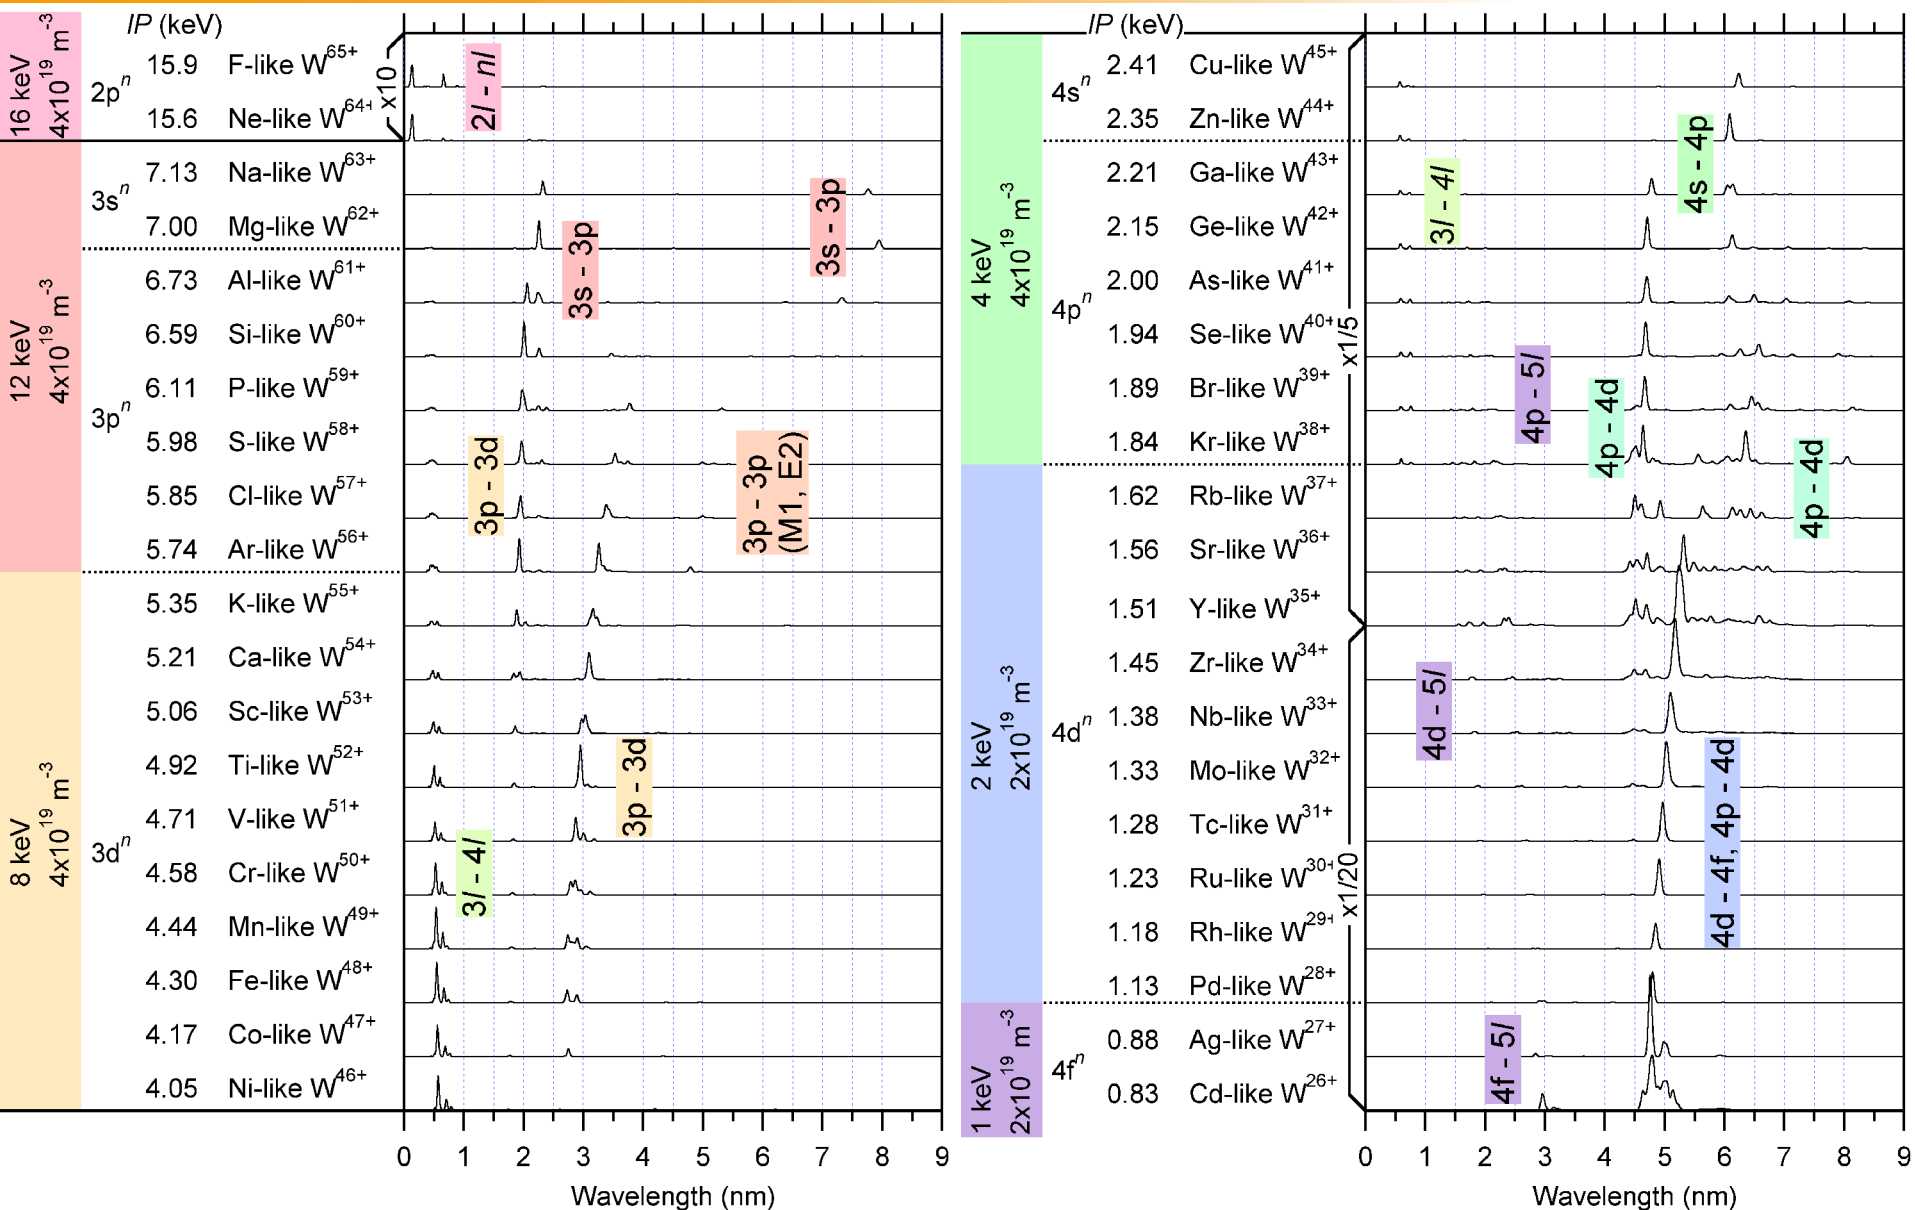 IP (keV)
16 keV
4x10^19 m^-3
2p^n
15.9 F-like W^65+
15.6 Ne-like W^64+
x10
2l - nl
12 keV
4x10^19 m^-3
3s^n
7.13 Na-like W^63+
7.00 Mg-like W^62+
3s - 3p
3s - 3p
3p^n
6.73 Al-like W^61+
6.59 Si-like W^60+
6.11 P-like W^59+
5.98 S-like W^58+
5.85 Cl-like W^57+
5.74 Ar-like W^56+
3p - 3d
3p - 3p
(M1, E2)
8 keV
4x10^19 m^-3
3d^n
5.35 K-like W^55+
5.21 Ca-like W^54+
5.06 Sc-like W^53+
4.92 Ti-like W^52+
4.71 V-like W^51+
4.58 Cr-like W^50+
4.44 Mn-like W^49+
4.30 Fe-like W^48+
4.17 Co-like W^47+
4.05 Ni-like W^46+
3p - 3d
3l - 4l
0 1 2 3 4 5 6 7 8 9
Wavelength (nm)
IP (keV)
4 keV
4x10^19 m^-3
4s^n
2.41 Cu-like W^45+
2.35 Zn-like W^44+
4s - 4p
3l - 4l
4p^n
2.21 Ga-like W^43+
2.15 Ge-like W^42+
2.00 As-like W^41+
1.94 Se-like W^40+
1.89 Br-like W^39+
1.84 Kr-like W^38+
x1/5
4p - 5l
4p - 4d
4p - 4d
2 keV
2x10^19 m^-3
4d^n
1.62 Rb-like W^37+
1.56 Sr-like W^36+
1.51 Y-like W^35+
1.45 Zr-like W^34+
1.38 Nb-like W^33+
1.33 Mo-like W^32+
1.28 Tc-like W^31+
1.23 Ru-like W^30+
1.18 Rh-like W^29+
1.13 Pd-like W^28+
x1/20
4d - 5l
4d - 4f, 4p - 4d
1 keV
2x10^19 m^-3
4f^n
0.88 Ag-like W^27+
0.83 Cd-like W^26+
4f - 5l
0 1 2 3 4 5 6 7 8 9
Wavelength (nm)